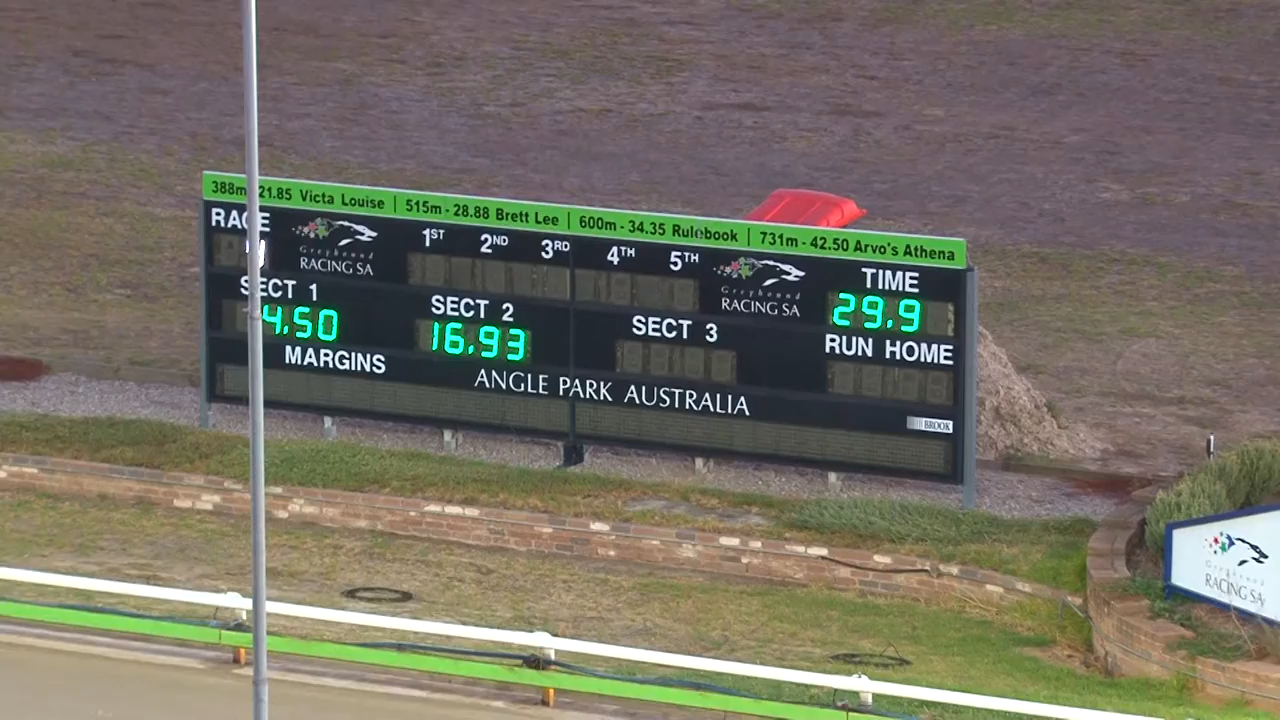 388m 21.85 Victa Louise | 515m - 28.88 Brett Lee | 600m - 34.35 Rulebook | 731m - 42.50 Arvo's Athena
RACE
Greyhound
RACING SA
1ST 2ND 3RD 4TH 5TH
Greyhound
RACING SA
TIME
29.9
SECT 1
4.50
SECT 2
16.93
SECT 3
RUN HOME
MARGINS
ANGLE PARK AUSTRALIA
BROOK
Greyhound
RACING SA